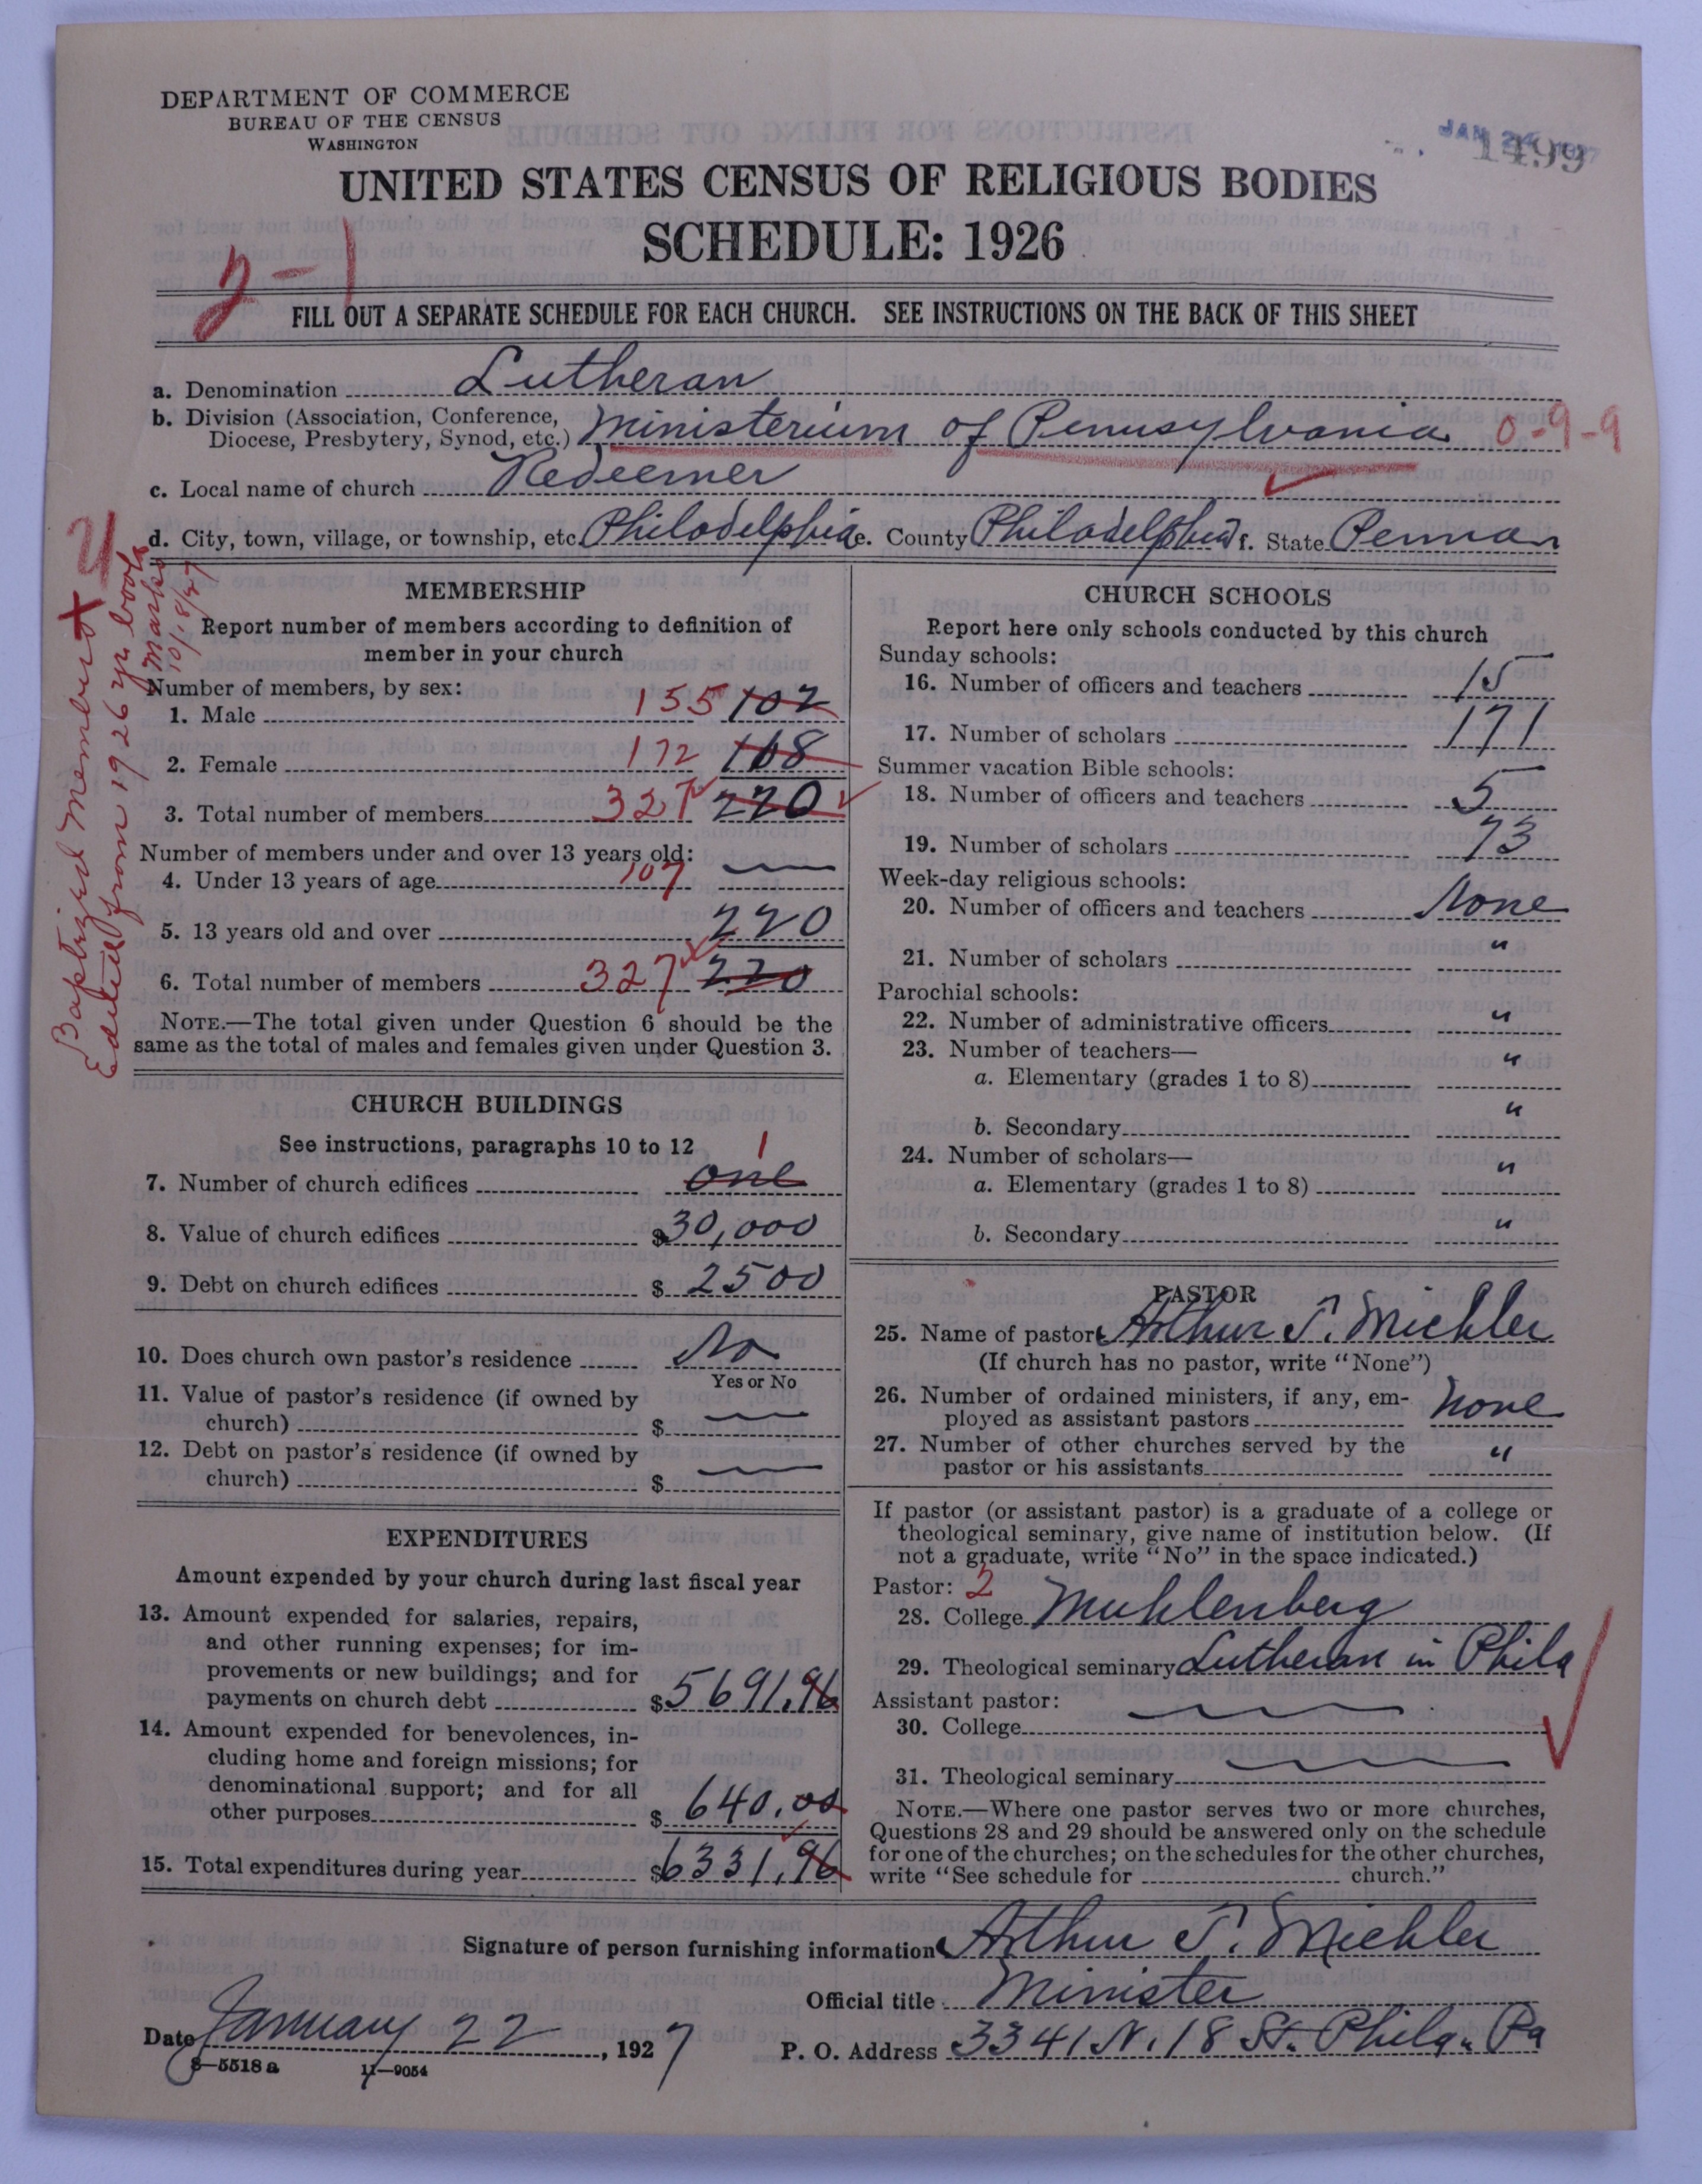 DEPARTMENT OF COMMERCE
BUREAU OF THE CENSUS
WASHINGTON
1499
UNITED STATES CENSUS OF RELIGIOUS BODIES
SCHEDULE: 1926
2-1
FILL OUT A SEPARATE SCHEDULE FOR EACH CHURCH. SEE INSTRUCTIONS ON THE BACK OF THIS SHEET
a. Denomination Lutheran
b. Division (Association, Conference, Diocese, Presbytery, Synod, etc.) Ministerium of Pennsylvania 0-9-9
c. Local name of church Redeemer
d. City, town, village, or township, etc. Philadelphia e. County Philadelphia f. State Penna
Baptized Members
Edited from 1926 yr. book
Marks
10/18/27
MEMBERSHIP
Report number of members according to definition of
member in your church
Number of members, by sex:
1. Male 155 102
2. Female 172 168
3. Total number of members 327 220
Number of members under and over 13 years old:
4. Under 13 years of age 107 —
5. 13 years old and over 220
6. Total number of members 327 220
NOTE.—The total given under Question 6 should be the
same as the total of males and females given under Question 3.
CHURCH BUILDINGS
See instructions, paragraphs 10 to 12
7. Number of church edifices one 1
8. Value of church edifices $30,000
9. Debt on church edifices $ 2500
10. Does church own pastor's residence No
Yes or No
11. Value of pastor's residence (if owned by
church) $ —
12. Debt on pastor's residence (if owned by
church) $ —
EXPENDITURES
Amount expended by your church during last fiscal year
13. Amount expended for salaries, repairs,
and other running expenses; for im-
provements or new buildings; and for
payments on church debt $5691.96
14. Amount expended for benevolences, in-
cluding home and foreign missions; for
denominational support; and for all
other purposes $ 640.00
15. Total expenditures during year $6331.96
CHURCH SCHOOLS
Report here only schools conducted by this church
Sunday schools:
16. Number of officers and teachers 15
17. Number of scholars 171
Summer vacation Bible schools:
18. Number of officers and teachers 5
19. Number of scholars 73
Week-day religious schools:
20. Number of officers and teachers None
21. Number of scholars "
Parochial schools:
22. Number of administrative officers "
23. Number of teachers—
a. Elementary (grades 1 to 8) "
b. Secondary "
24. Number of scholars—
a. Elementary (grades 1 to 8) "
b. Secondary "
PASTOR
25. Name of pastor Arthur T. Michler
(If church has no pastor, write "None")
26. Number of ordained ministers, if any, em-
ployed as assistant pastors None
27. Number of other churches served by the
pastor or his assistants "
If pastor (or assistant pastor) is a graduate of a college or
theological seminary, give name of institution below. (If
not a graduate, write "No" in the space indicated.)
Pastor: 2
28. College Muhlenberg
29. Theological seminary Lutheran in Phila
Assistant pastor:
30. College —
31. Theological seminary —
NOTE.—Where one pastor serves two or more churches,
Questions 28 and 29 should be answered only on the schedule
for one of the churches; on the schedules for the other churches,
write "See schedule for church."
Signature of person furnishing information Arthur T. Michler
Official title Minister
Date January 22, 1927
P. O. Address 3341 N. 18 St. Phila. Pa
8—5518 a 11—9054